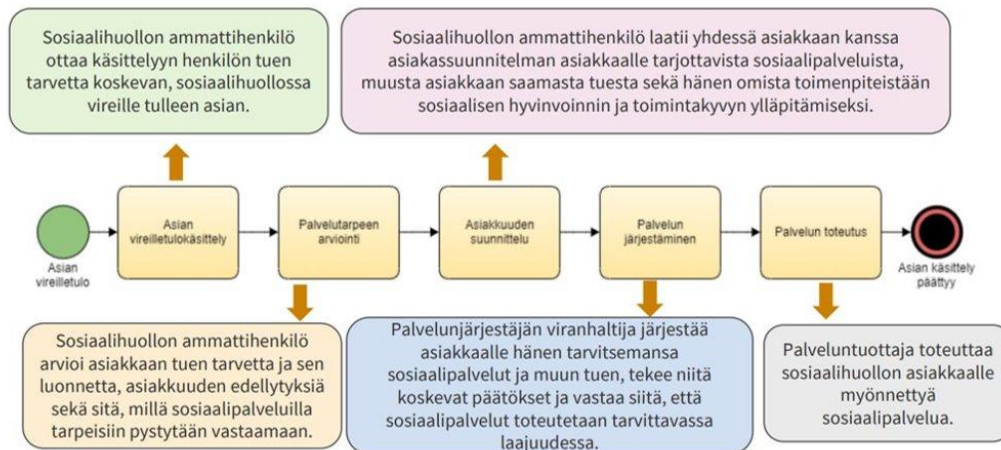 Sosiaalihuollon ammattihenkilö
ottaa käsittelyyn henkilön tuen
tarvetta koskevan, sosiaalihuollossa
vireille tulleen asian.
Sosiaalihuollon ammattihenkilö laatii yhdessä asiakkaan kanssa
asiakassuunnitelman asiakkaalle tarjottavista sosiaalipalveluista,
muusta asiakkaan saamasta tuesta sekä hänen omista toimenpiteistään
sosiaalisen hyvinvoinnin ja toimintakyvyn ylläpitämiseksi.
Asian
vireilletulo
Asian
vireilletulokäsittely
Palvelutarpeen
arviointi
Asiakkuuden
suunnittelu
Palvelun
järjestäminen
Palvelun toteutus
Asian käsittely
päättyy
Sosiaalihuollon ammattihenkilö
arvioi asiakkaan tuen tarvetta ja sen
luonnetta, asiakkuuden edellytyksiä
sekä sitä, millä sosiaalipalveluilla
tarpeisiin pystytään vastaamaan.
Palvelunjärjestäjän viranhaltija järjestää
asiakkaalle hänen tarvitsemansa
sosiaalipalvelut ja muun tuen, tekee niitä
koskevat päätökset ja vastaa siitä, että
sosiaalipalvelut toteutetaan tarvittavassa
laajuudessa.
Palveluntuottaja toteuttaa
sosiaalihuollon asiakkaalle
myönnettyä
sosiaalipalvelua.